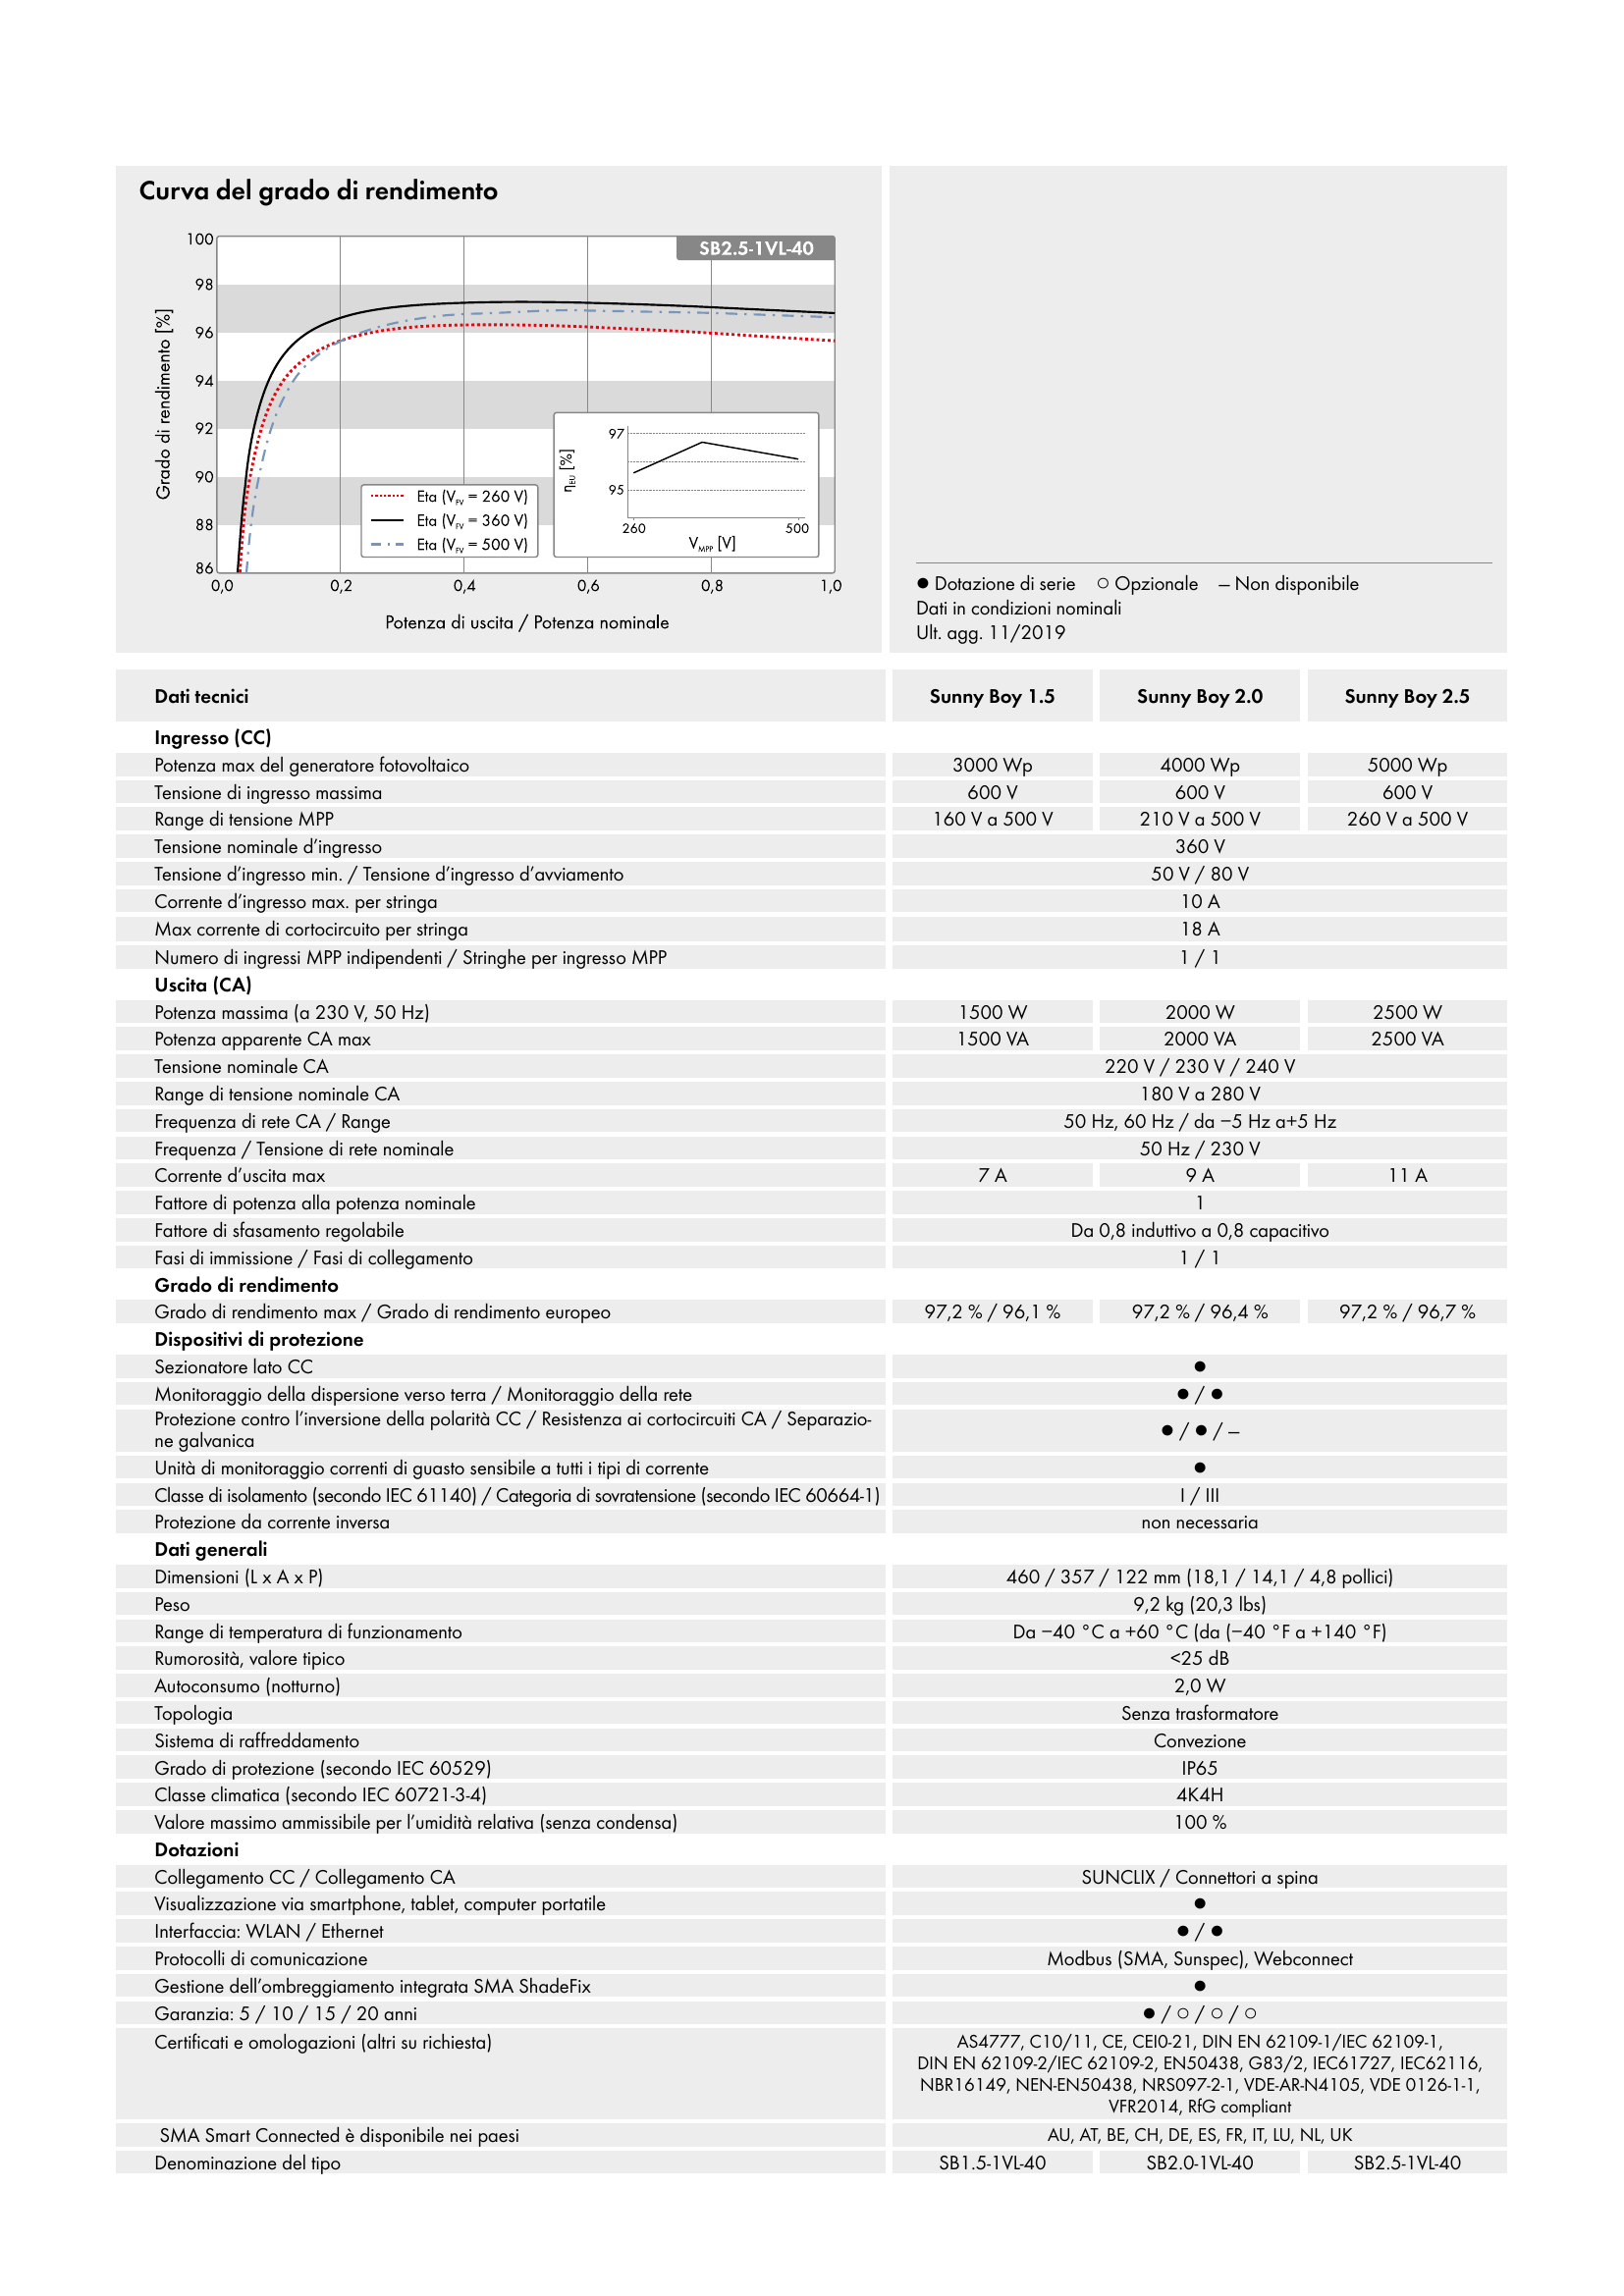 Curva del grado di rendimento
SB2.5-1VL-40
Grado di rendimento [%]
100
98
96
94
92
90
88
86
0,0
0,2
0,4
0,6
0,8
1,0
Potenza di uscita / Potenza nominale
Eta (VFV = 260 V)
Eta (VFV = 360 V)
Eta (VFV = 500 V)
ηEU [%]
97
95
260
500
VMPP [V]
● Dotazione di serie ○ Opzionale — Non disponibile
Dati in condizioni nominali
Ult. agg. 11/2019
Dati tecnici Sunny Boy 1.5 Sunny Boy 2.0 Sunny Boy 2.5
Ingresso (CC)
Potenza max del generatore fotovoltaico 3000 Wp 4000 Wp 5000 Wp
Tensione di ingresso massima 600 V 600 V 600 V
Range di tensione MPP 160 V a 500 V 210 V a 500 V 260 V a 500 V
Tensione nominale d’ingresso 360 V
Tensione d’ingresso min. / Tensione d’ingresso d’avviamento 50 V / 80 V
Corrente d’ingresso max. per stringa 10 A
Max corrente di cortocircuito per stringa 18 A
Numero di ingressi MPP indipendenti / Stringhe per ingresso MPP 1 / 1
Uscita (CA)
Potenza massima (a 230 V, 50 Hz) 1500 W 2000 W 2500 W
Potenza apparente CA max 1500 VA 2000 VA 2500 VA
Tensione nominale CA 220 V / 230 V / 240 V
Range di tensione nominale CA 180 V a 280 V
Frequenza di rete CA / Range 50 Hz, 60 Hz / da −5 Hz a+5 Hz
Frequenza / Tensione di rete nominale 50 Hz / 230 V
Corrente d’uscita max 7 A 9 A 11 A
Fattore di potenza alla potenza nominale 1
Fattore di sfasamento regolabile Da 0,8 induttivo a 0,8 capacitivo
Fasi di immissione / Fasi di collegamento 1 / 1
Grado di rendimento
Grado di rendimento max / Grado di rendimento europeo 97,2 % / 96,1 % 97,2 % / 96,4 % 97,2 % / 96,7 %
Dispositivi di protezione
Sezionatore lato CC ●
Monitoraggio della dispersione verso terra / Monitoraggio della rete ● / ●
Protezione contro l’inversione della polarità CC / Resistenza ai cortocircuiti CA / Separazio-
ne galvanica ● / ● / —
Unità di monitoraggio correnti di guasto sensibile a tutti i tipi di corrente ●
Classe di isolamento (secondo IEC 61140) / Categoria di sovratensione (secondo IEC 60664-1) I / III
Protezione da corrente inversa non necessaria
Dati generali
Dimensioni (L x A x P) 460 / 357 / 122 mm (18,1 / 14,1 / 4,8 pollici)
Peso 9,2 kg (20,3 lbs)
Range di temperatura di funzionamento Da −40 °C a +60 °C (da (−40 °F a +140 °F)
Rumorosità, valore tipico <25 dB
Autoconsumo (notturno) 2,0 W
Topologia Senza trasformatore
Sistema di raffreddamento Convezione
Grado di protezione (secondo IEC 60529) IP65
Classe climatica (secondo IEC 60721-3-4) 4K4H
Valore massimo ammissibile per l’umidità relativa (senza condensa) 100 %
Dotazioni
Collegamento CC / Collegamento CA SUNCLIX / Connettori a spina
Visualizzazione via smartphone, tablet, computer portatile ●
Interfaccia: WLAN / Ethernet ● / ●
Protocolli di comunicazione Modbus (SMA, Sunspec), Webconnect
Gestione dell’ombreggiamento integrata SMA ShadeFix ●
Garanzia: 5 / 10 / 15 / 20 anni ● / ○ / ○ / ○
Certificati e omologazioni (altri su richiesta) AS4777, C10/11, CE, CEI0-21, DIN EN 62109-1/IEC 62109-1,
DIN EN 62109-2/IEC 62109-2, EN50438, G83/2, IEC61727, IEC62116,
NBR16149, NEN-EN50438, NRS097-2-1, VDE-AR-N4105, VDE 0126-1-1,
VFR2014, RfG compliant
SMA Smart Connected è disponibile nei paesi AU, AT, BE, CH, DE, ES, FR, IT, LU, NL, UK
Denominazione del tipo SB1.5-1VL-40 SB2.0-1VL-40 SB2.5-1VL-40